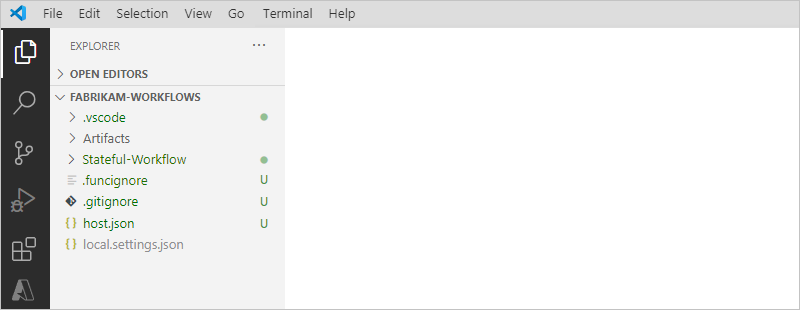 File Edit Selection View Go Terminal Help
EXPLORER ...
OPEN EDITORS
FABRIKAM-WORKFLOWS
.vscode
Artifacts
Stateful-Workflow
.funcignore U
.gitignore U
{} host.json U
{} local.settings.json